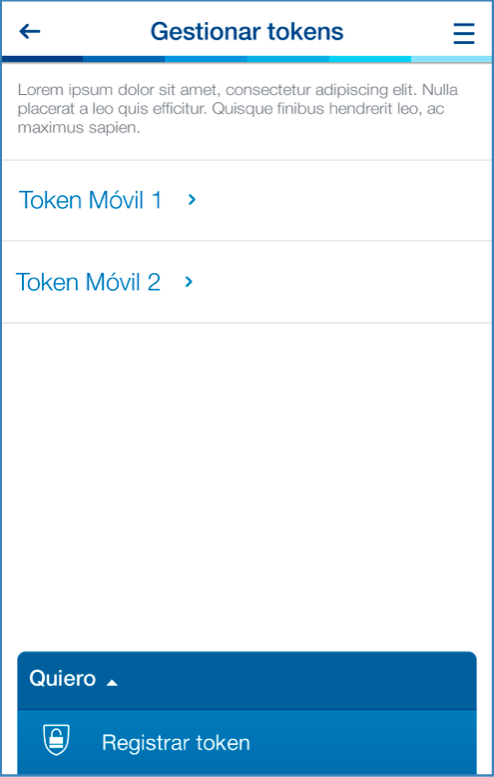 Gestionar tokens
Lorem ipsum dolor sit amet, consectetur adipiscing elit. Nulla
placerat a leo quis efficitur. Quisque finibus hendrerit leo, ac
maximus sapien.
Token Móvil 1
Token Móvil 2
Quiero
Registrar token